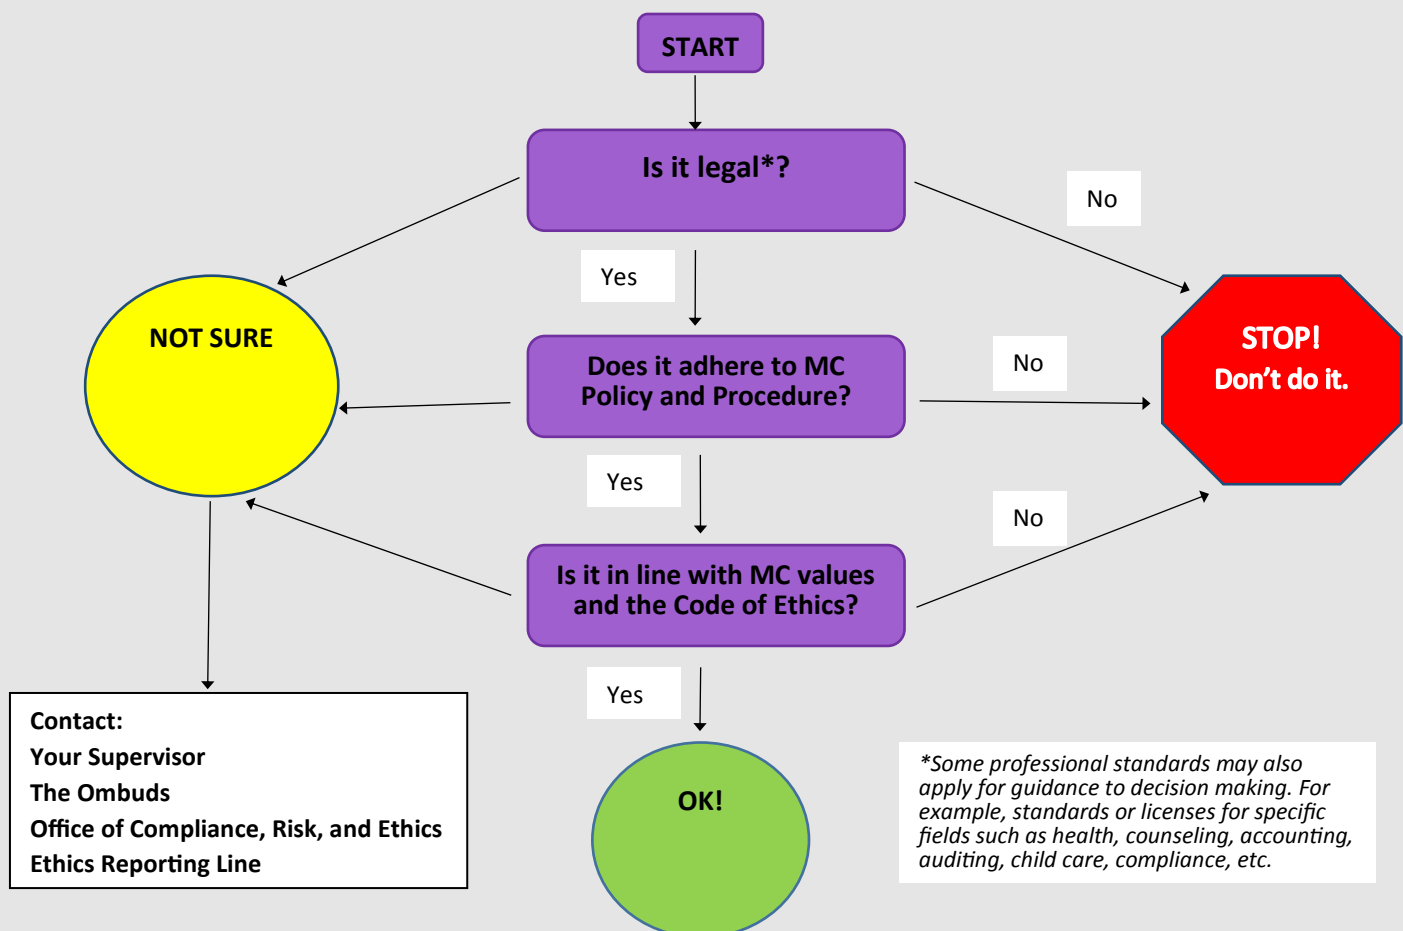 START
Is it legal*?
No
Yes
NOT SURE
STOP!
Don’t do it.
Does it adhere to MC
Policy and Procedure?
No
Yes
No
Is it in line with MC values
and the Code of Ethics?
Yes
Contact:
Your Supervisor
The Ombuds
Office of Compliance, Risk, and Ethics
Ethics Reporting Line
OK!
*Some professional standards may also
apply for guidance to decision making. For
example, standards or licenses for specific
fields such as health, counseling, accounting,
auditing, child care, compliance, etc.